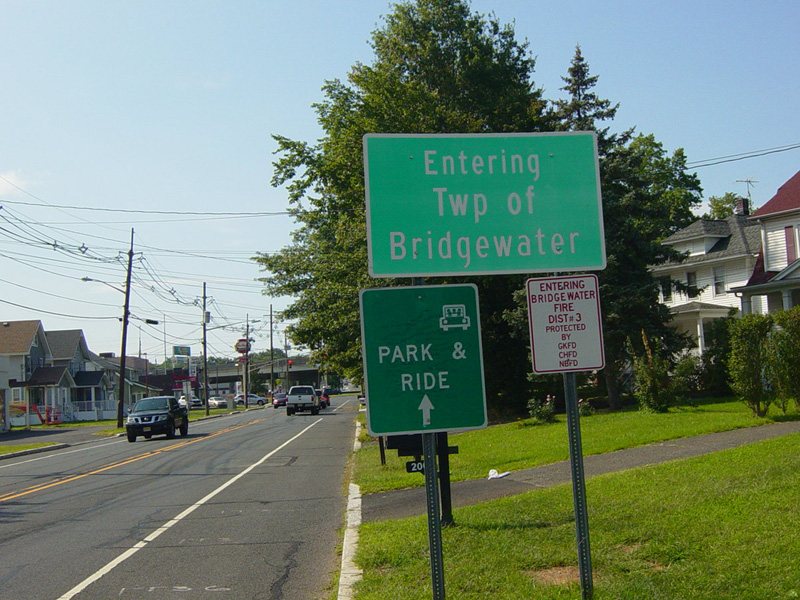 Entering
Twp of
Bridgewater
PARK &
RIDE
ENTERING
BRIDGEWATER
FIRE
DIST#3
PROTECTED
BY
GKFD
CHFD
NBFD